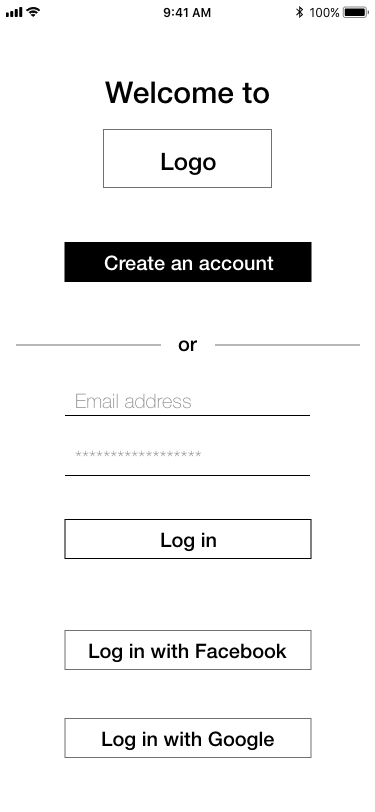 9:41 AM 100%
Welcome to
Logo
Create an account
or
Email address
******************
Log in
Log in with Facebook
Log in with Google